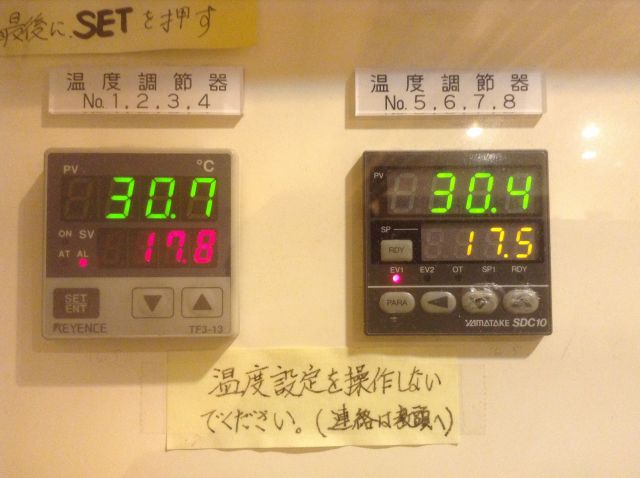 最後に、SETを押す
温度調節器
No.1,2,3,4
温度調節器
No.5,6,7,8
PV
°C
30.7
ON SV
17.8
AT AL
SET
ENT
KEYENCE
TF3-13
PV
30.4
SP
RDY
17.5
EV1 EV2 OT SP1 RDY
PARA
YAMATAKE SDC10
温度設定を操作しない
でください。(連絡は教頭へ)